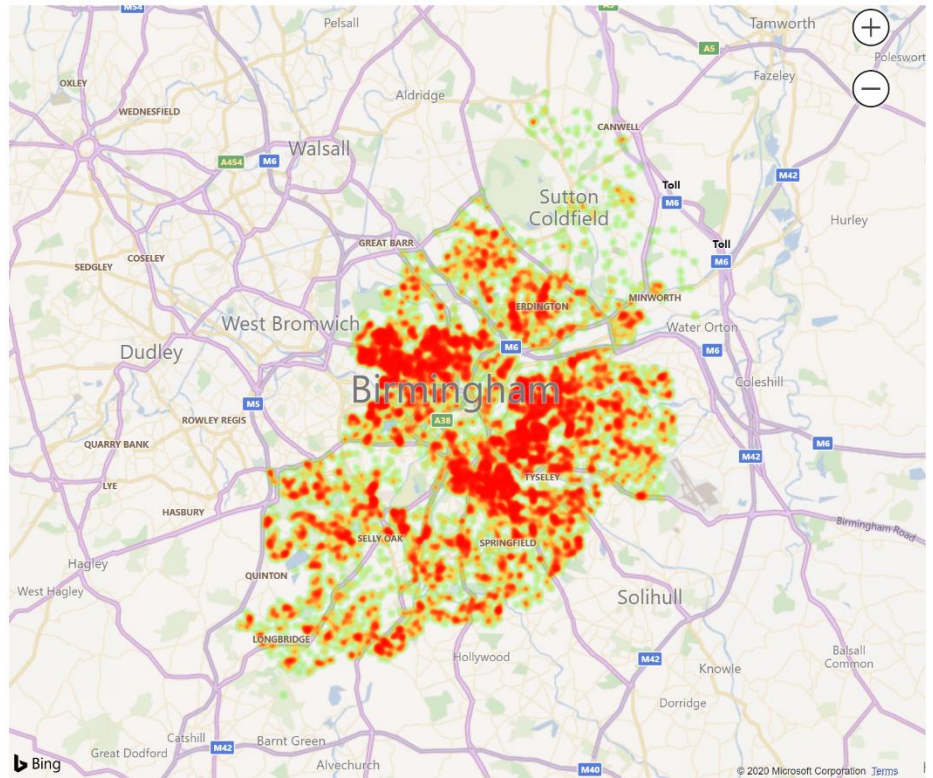 M54
Pelsall
A5
Tamworth
+
A5
Poleswort
OXLEY
Fazeley
Aldridge
−
WEDNESFIELD
CANWELL
Walsall
A454
M6
M42
Toll
Sutton
Coldfield
M6
Hurley
GREAT BARR
Toll
COSELEY
M6
SEDGLEY
MINWORTH
ERDINGTON
West Bromwich
Water Orton
Dudley
M6
M6
Coleshill
Birmingham
M5
A38
ROWLEY REGIS
QUARRY BANK
M6
M42
LYE
TYSELEY
HASBURY
Birmingham Road
SELLY OAK
SPRINGFIELD
Hagley
QUINTON
West Hagley
Solihull
LONGBRIDGE
Hollywood
M42
Balsall
Common
Knowle
Dorridge
Catshill
Barnt Green
M42
Great Dodford
Alvechurch
Bing
M40
© 2020 Microsoft Corporation Terms